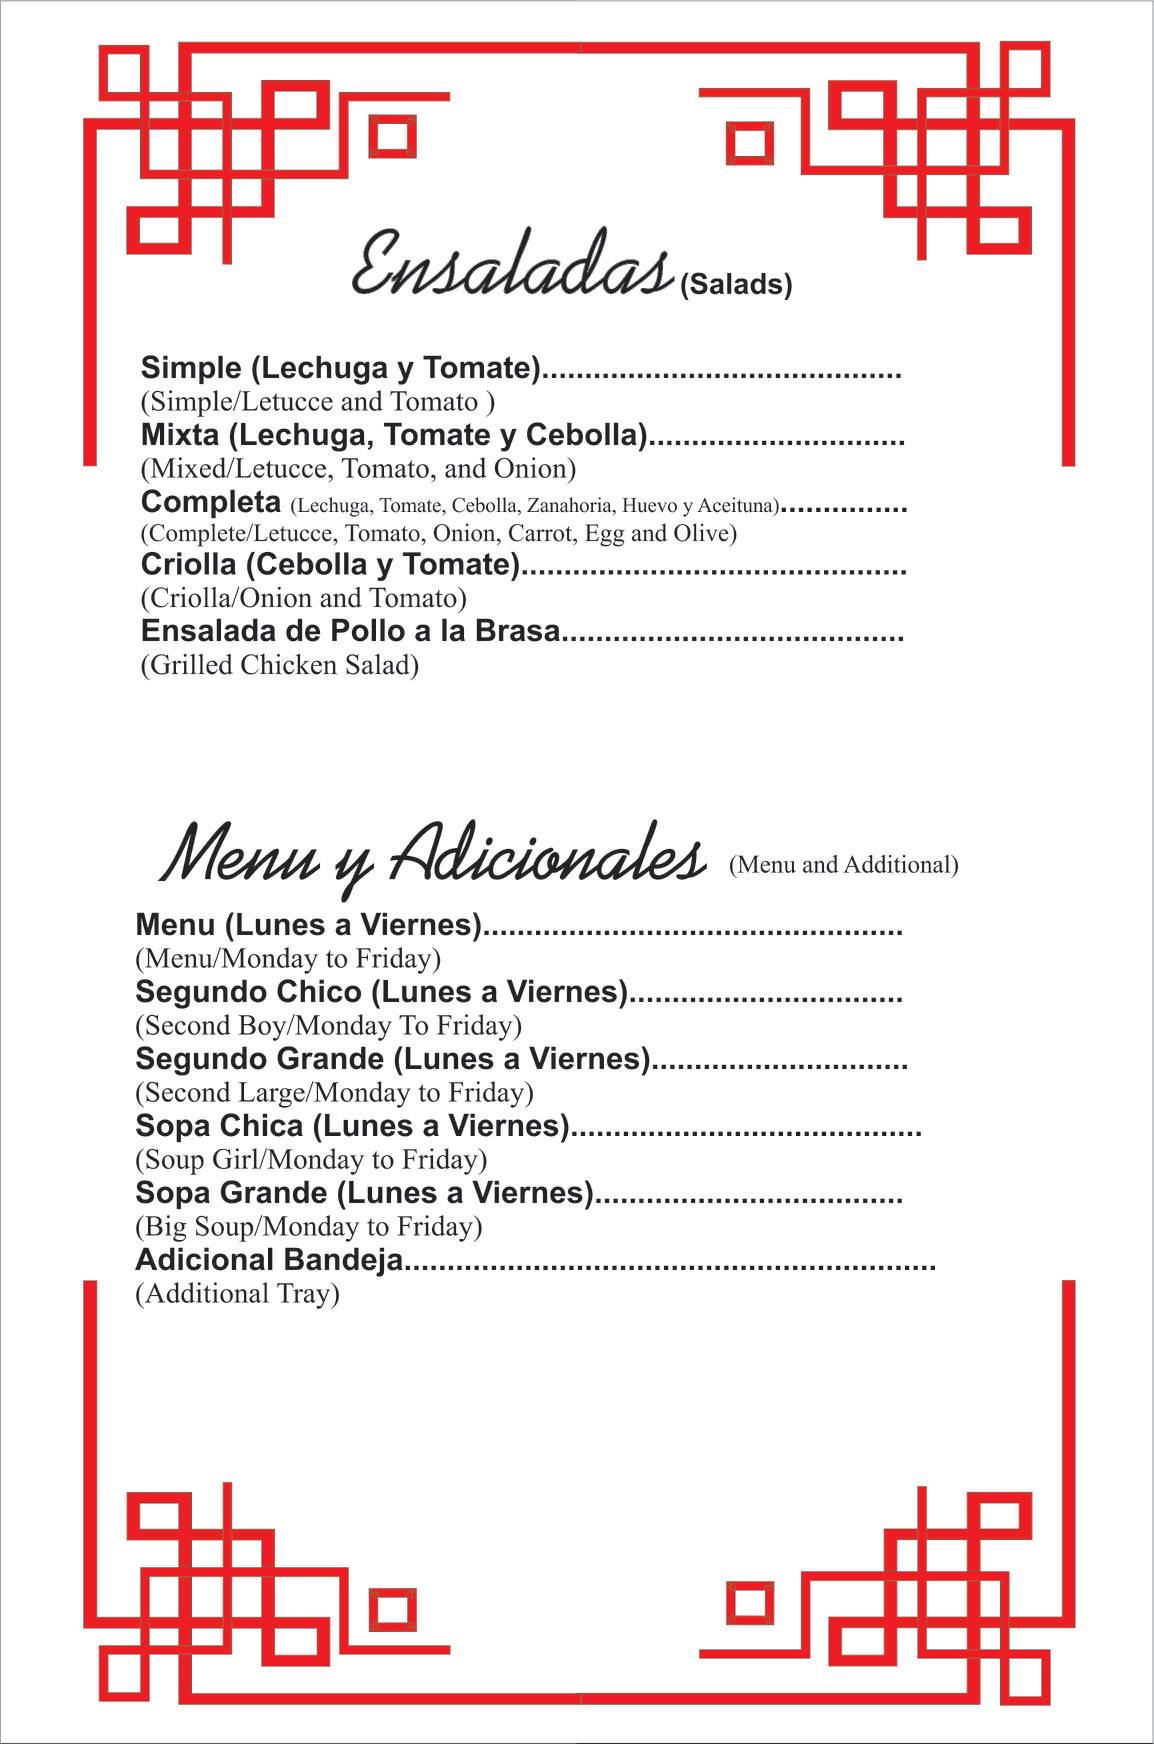 Ensaladas (Salads)
Simple (Lechuga y Tomate)..........................................
(Simple/Letucce and Tomato )
Mixta (Lechuga, Tomate y Cebolla)..............................
(Mixed/Letucce, Tomato, and Onion)
Completa (Lechuga, Tomate, Cebolla, Zanahoria, Huevo y Aceituna)...............
(Complete/Letucce, Tomato, Onion, Carrot, Egg and Olive)
Criolla (Cebolla y Tomate).............................................
(Criolla/Onion and Tomato)
Ensalada de Pollo a la Brasa........................................
(Grilled Chicken Salad)
Menu y Adicionales (Menu and Additional)
Menu (Lunes a Viernes).................................................
(Menu/Monday to Friday)
Segundo Chico (Lunes a Viernes)................................
(Second Boy/Monday To Friday)
Segundo Grande (Lunes a Viernes)..............................
(Second Large/Monday to Friday)
Sopa Chica (Lunes a Viernes).........................................
(Soup Girl/Monday to Friday)
Sopa Grande (Lunes a Viernes)....................................
(Big Soup/Monday to Friday)
Adicional Bandeja..............................................................
(Additional Tray)